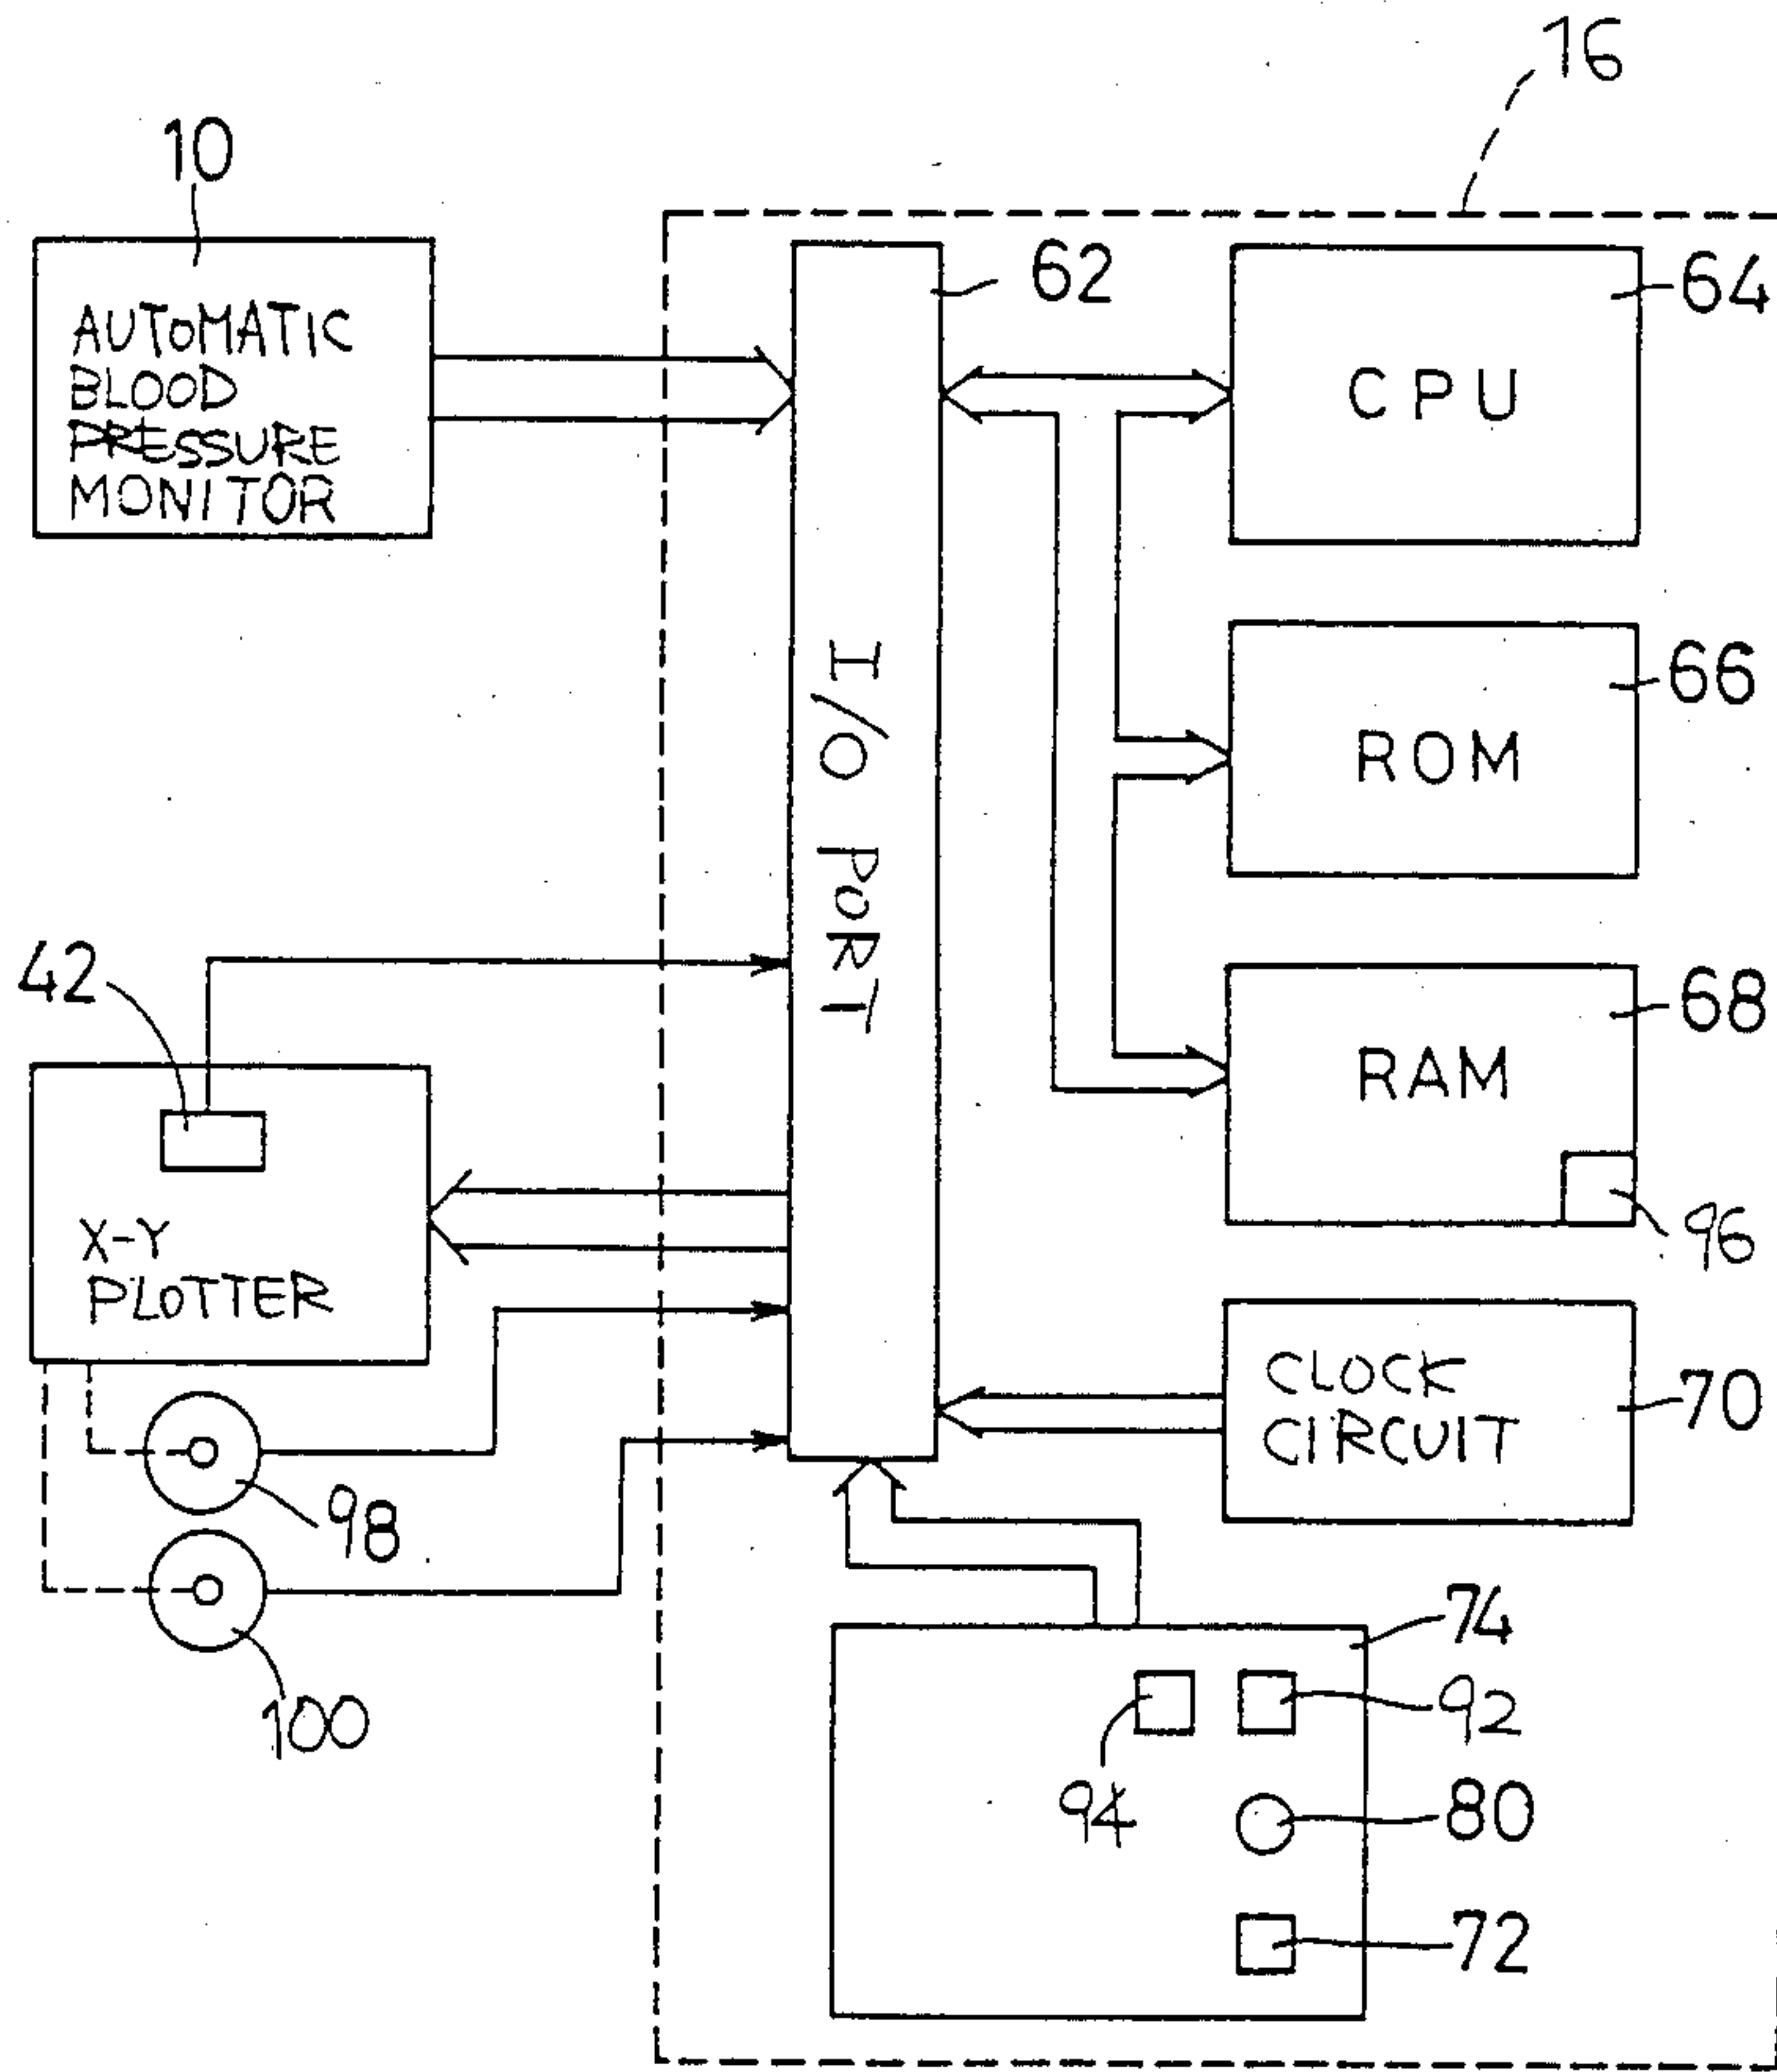 16
10
AUTOMATIC
BLOOD
PRESSURE
MONITOR
62
64
CPU
66
ROM
I/O PORT
42
68
RAM
96
X-Y
PLOTTER
CLOCK
CIRCUIT
70
98
100
74
92
94
80
72